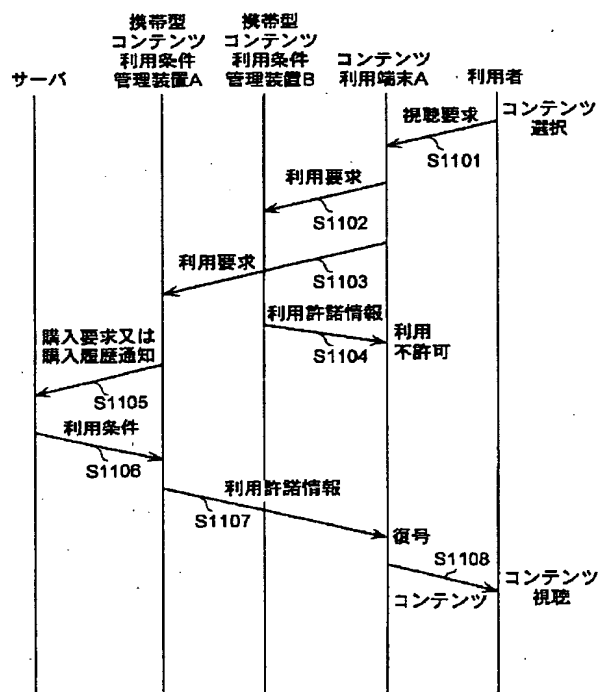 サーバ
携帯型
コンテンツ
利用条件
管理装置A
携帯型
コンテンツ
利用条件
管理装置B
コンテンツ
利用端末A
利用者
コンテンツ
選択
視聴要求
S1101
利用要求
S1102
利用要求
S1103
利用許諾情報
S1104
利用
不許可
購入要求又は
購入履歴通知
S1105
利用条件
S1106
利用許諾情報
S1107
復号
S1108
コンテンツ
コンテンツ
視聴